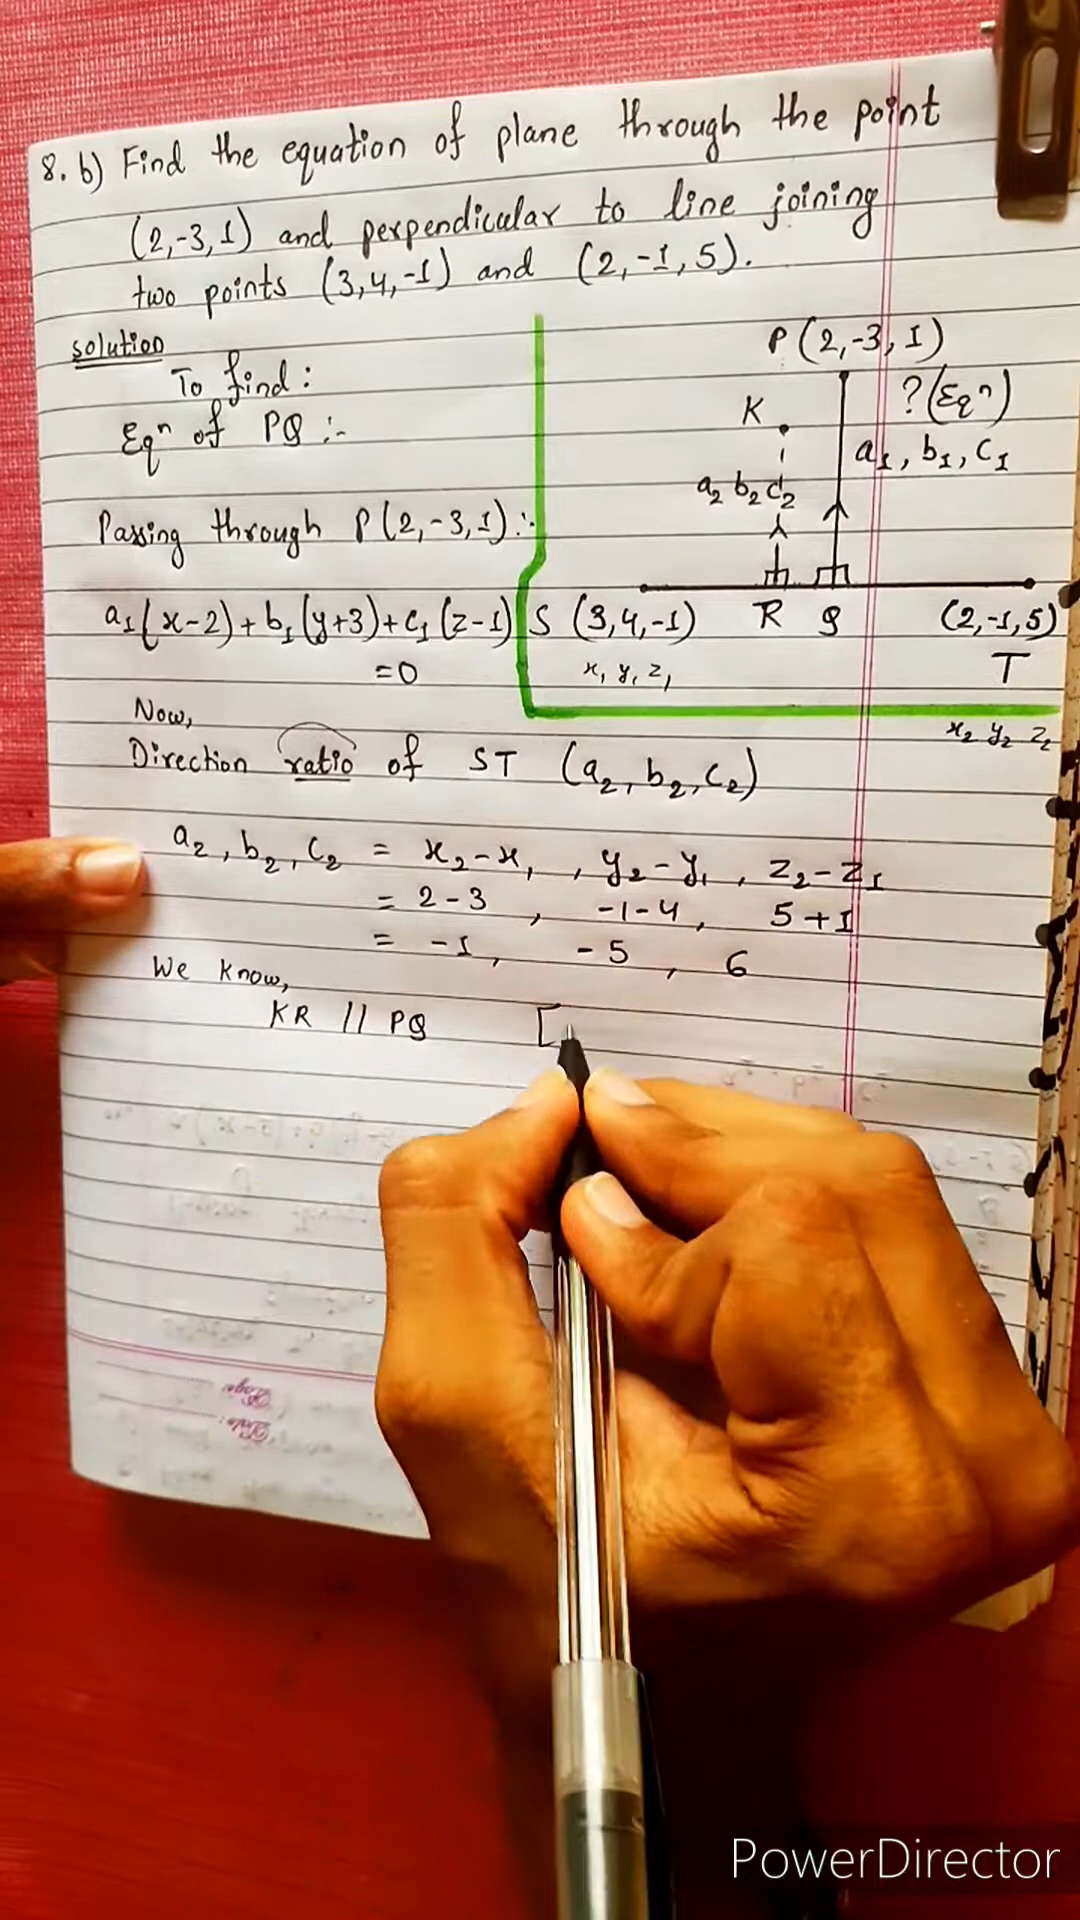 8. b) Find the equation of plane through the point
(2,-3,1) and perpendicular to line joining
two points (3,4,-1) and (2,-1,5).
solution
To find:
Eqⁿ of PQ :-
Passing through P(2,-3,1):-
a₁(x-2)+b₁(y+3)+c₁(z-1)
=0
P(2,-3,1)
?(Eqⁿ)
K
a₁, b₁, c₁
a₂ b₂ c₂
S (3,4,-1) R Q (2,-1,5)
x₁ y₁ z₁ T
x₂ y₂ z₂
Now,
Direction ratio of ST (a₂, b₂, c₂)
a₂, b₂, c₂ = x₂-x₁, y₂-y₁, z₂-z₁
= 2-3, -1-4, 5+1
= -1, -5, 6
We know,
KR // PQ [
PowerDirector